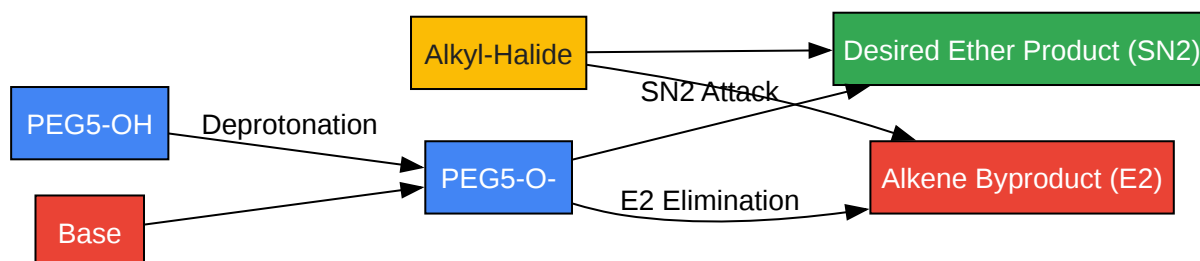 Alkyl-Halide
Desired Ether Product (SN2)
SN2 Attack
PEG5-OH
Deprotonation
PEG5-O-
Alkene Byproduct (E2)
E2 Elimination
Base